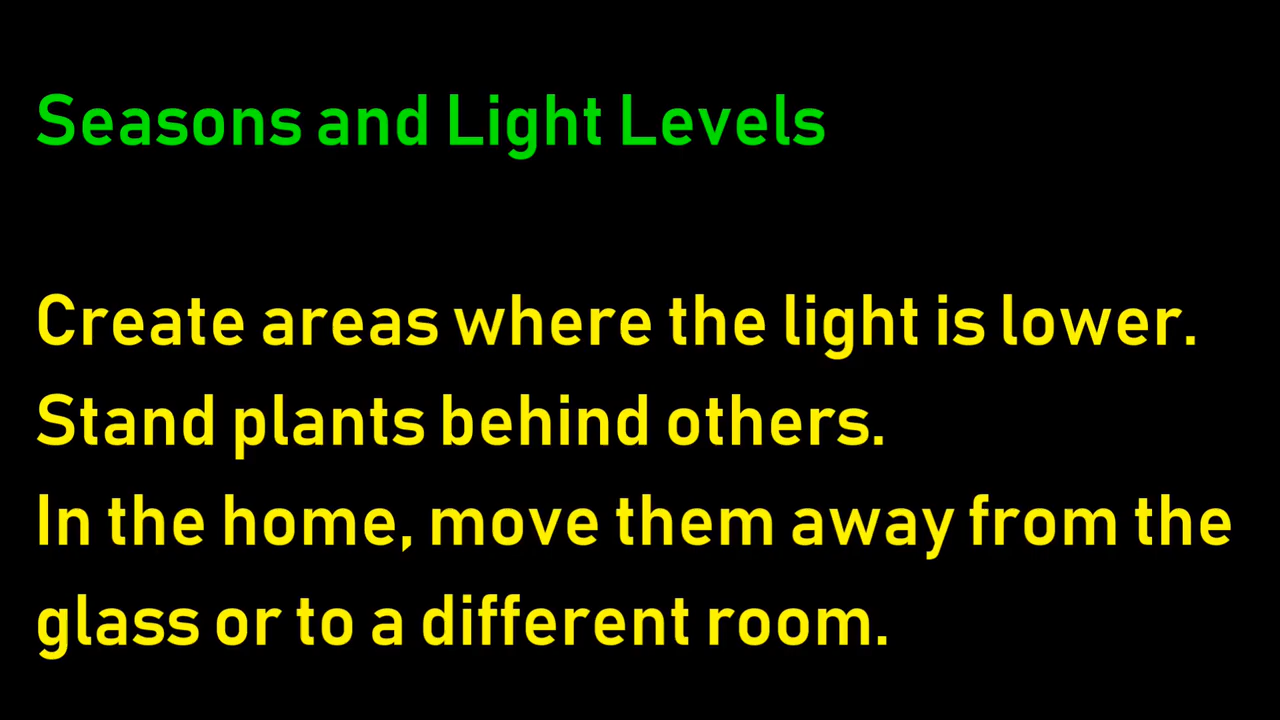 Seasons and Light Levels
Create areas where the light is lower.
Stand plants behind others.
In the home, move them away from the
glass or to a different room.